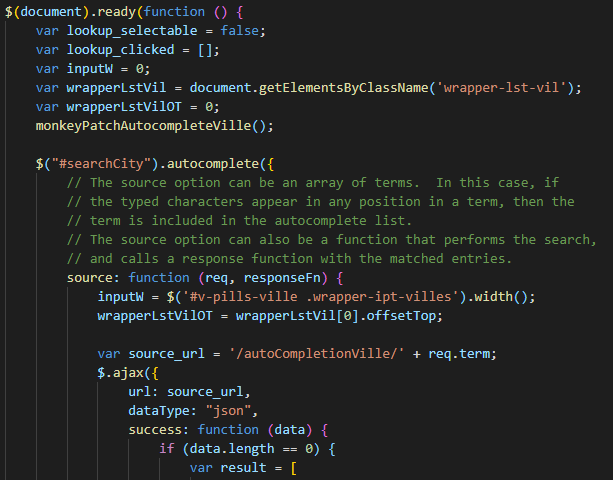 $(document).ready(function () {
    var lookup_selectable = false;
    var lookup_clicked = [];
    var inputW = 0;
    var wrapperLstVil = document.getElementsByClassName('wrapper-lst-vil');
    var wrapperLstVilOT = 0;
    monkeyPatchAutocompleteVille();

    $("#searchCity").autocomplete({
        // The source option can be an array of terms.  In this case, if
        // the typed characters appear in any position in a term, then the
        // term is included in the autocomplete list.
        // The source option can also be a function that performs the search,
        // and calls a response function with the matched entries.
        source: function (req, responseFn) {
            inputW = $('#v-pills-ville .wrapper-ipt-villes').width();
            wrapperLstVilOT = wrapperLstVil[0].offsetTop;

            var source_url = '/autoCompletionVille/' + req.term;
            $.ajax({
                url: source_url,
                dataType: "json",
                success: function (data) {
                    if (data.length == 0) {
                        var result = [